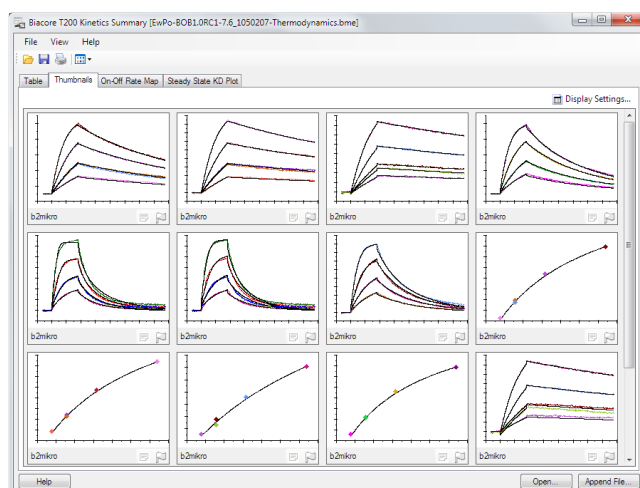 Biacore T200 Kinetics Summary [EwPo-BOB1.0RC1-7.6_1050207-Thermodynamics.bme]
File View Help
Table Thumbnails On-Off Rate Map Steady State KD Plot
Display Settings...
b2mikro b2mikro b2mikro b2mikro
b2mikro b2mikro b2mikro b2mikro
b2mikro b2mikro b2mikro b2mikro
Help Open... Append File...